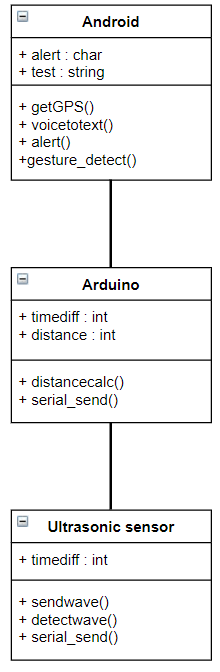 Android
+ alert : char
+ test : string
+ getGPS()
+ voicetotext()
+ alert()
+gesture_detect()
Arduino
+ timediff : int
+ distance : int
+ distancecalc()
+ serial_send()
Ultrasonic sensor
+ timediff : int
+ sendwave()
+ detectwave()
+ serial_send()